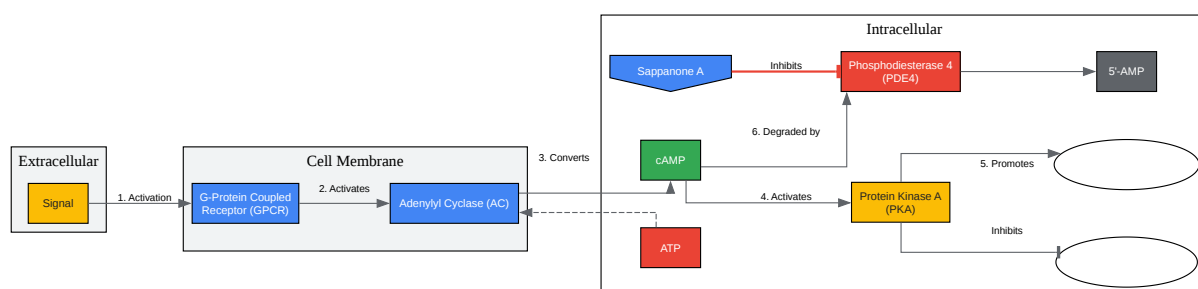 Intracellular
Sappanone A
Inhibits
Phosphodiesterase 4
(PDE4)
5'-AMP
6. Degraded by
Extracellular
Cell Membrane
3. Converts
cAMP
5. Promotes
Signal
1. Activation
G-Protein Coupled
Receptor (GPCR)
2. Activates
Adenylyl Cyclase (AC)
4. Activates
Protein Kinase A
(PKA)
ATP
Inhibits